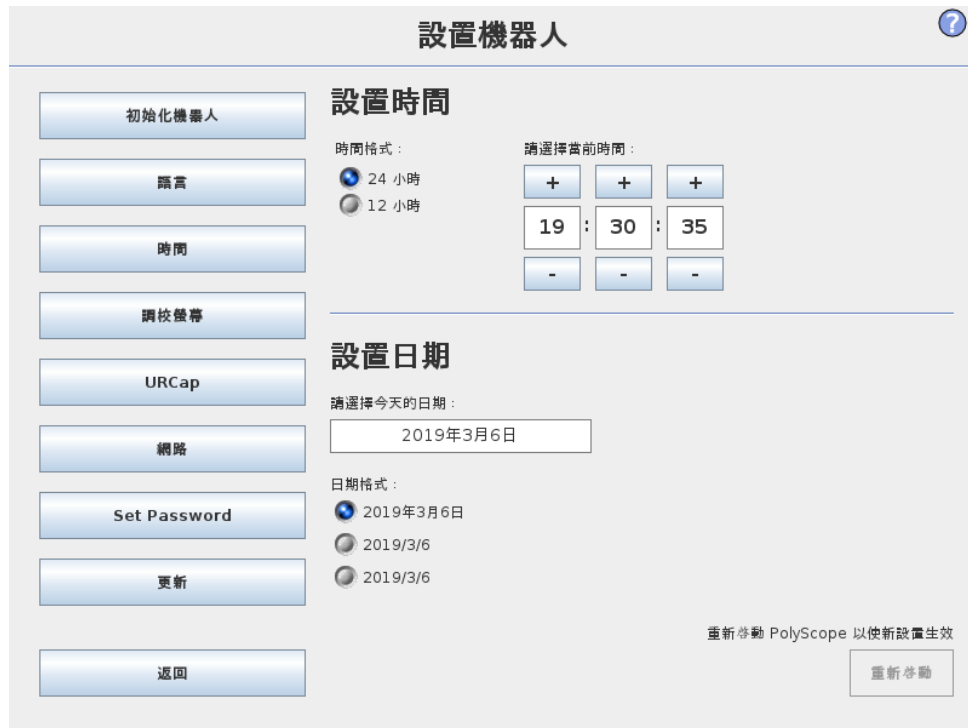 設置機器人
?
初始化機器人
語言
時間
調校螢幕
URCap
網路
Set Password
更新
返回
設置時間
時間格式：
24 小時
12 小時
請選擇當前時間：
+ + +
19 : 30 : 35
- - -
設置日期
請選擇今天的日期：
2019年3月6日
日期格式：
2019年3月6日
2019/3/6
2019/3/6
重新啓動 PolyScope 以使新設置生效
重新啓動